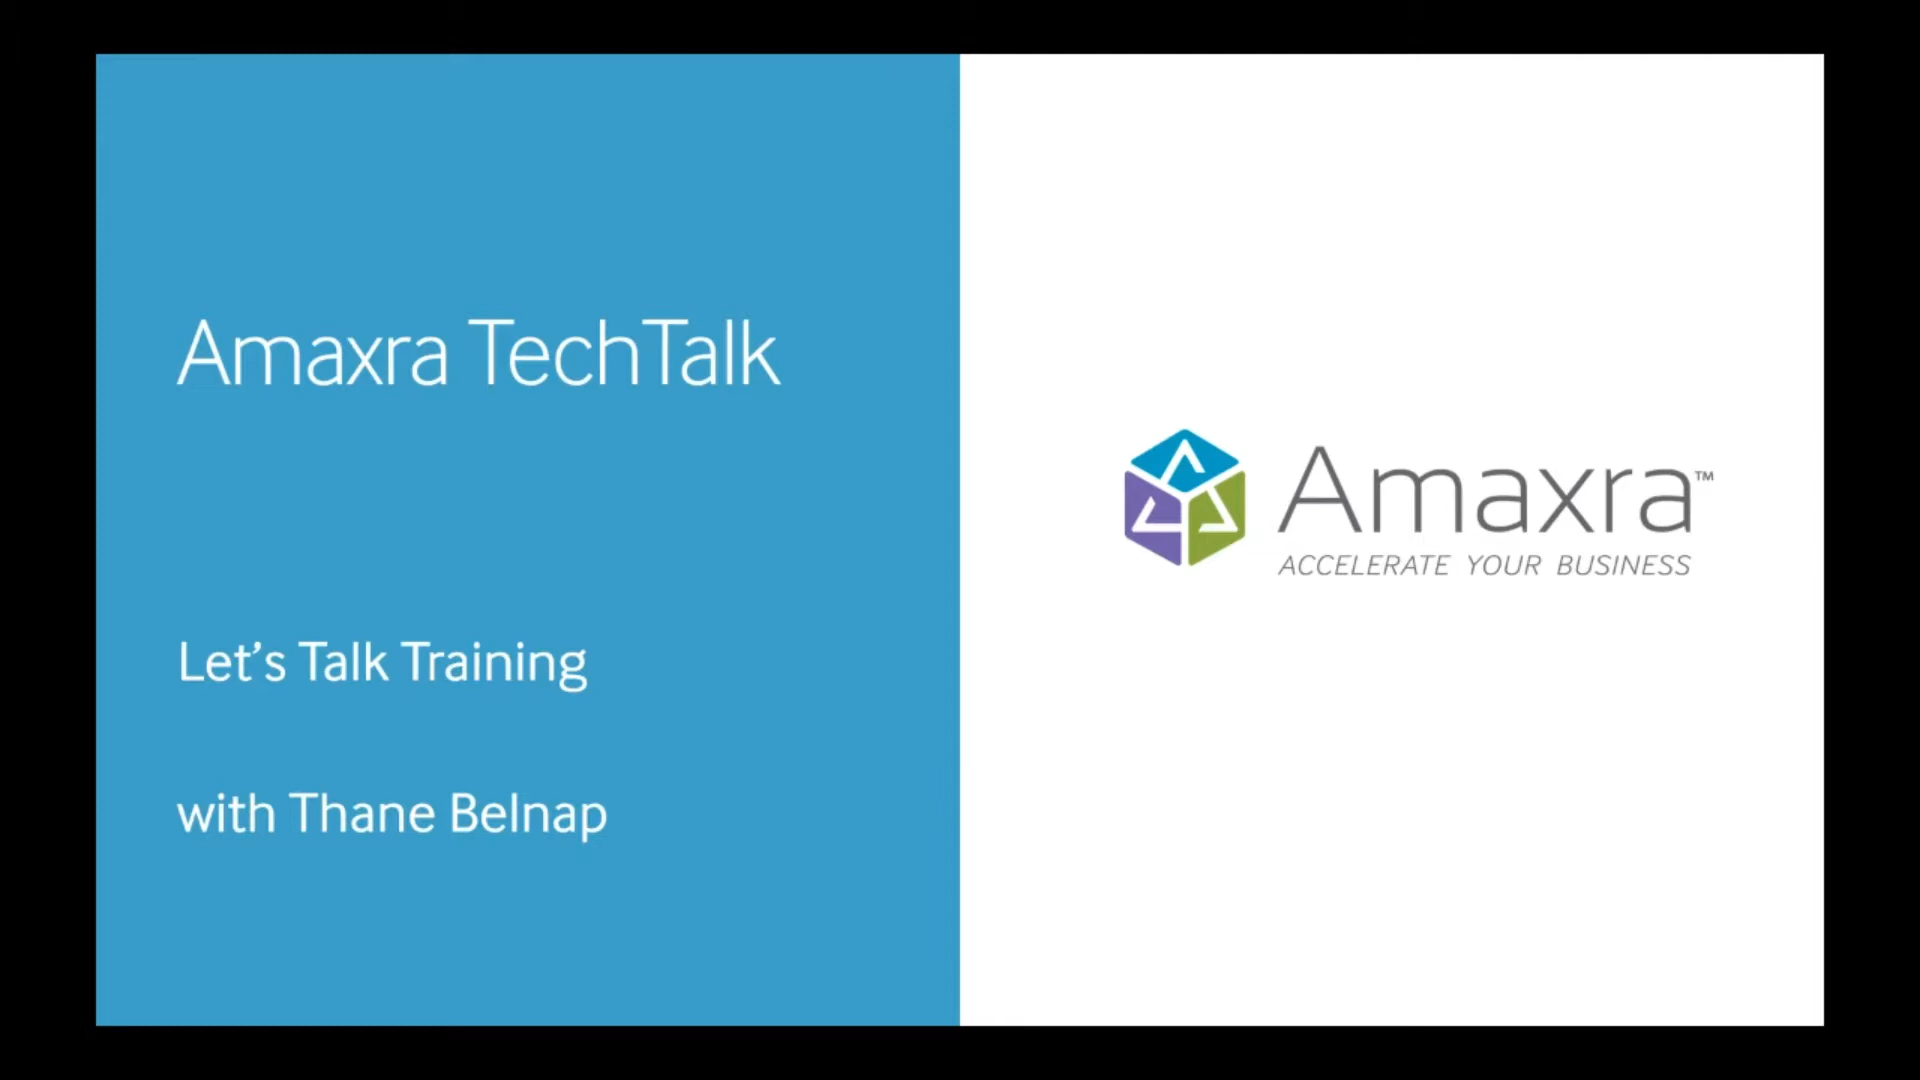 Amaxra TechTalk
Let’s Talk Training
with Thane Belnap
Amaxra™
ACCELERATE YOUR BUSINESS